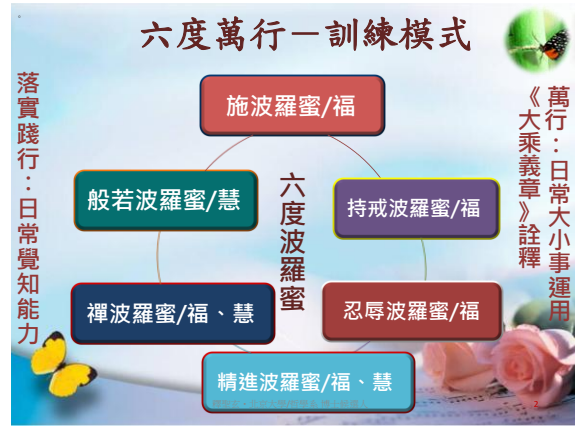 六度萬行－訓練模式
萬行：日常大小事運用
《大乘義章》詮釋
落實踐行：日常覺知能力
六度波羅蜜
施波羅蜜/福
持戒波羅蜜/福
忍辱波羅蜜/福
精進波羅蜜/福、慧
禪波羅蜜/福、慧
般若波羅蜜/慧
2